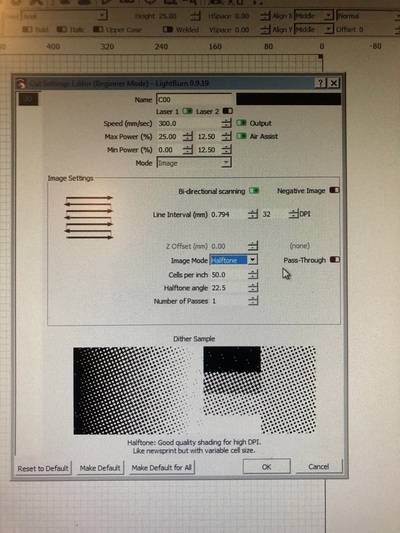 Height 25.00 HSpace 0.00 Align X Middle Normal
Bold Italic Upper Case Welded VSpace 0.00 Align Y Middle Offset 0
240 160 80 0 -80
Cut Settings Editor (Beginner Mode) - LightBurn 0.9.19
Name C00
Laser 1 Laser 2
Speed (mm/sec) 300.0 Output
Max Power (%) 25.00 12.50 Air Assist
Min Power (%) 0.00 12.50
Mode Image
Image Settings
Bi-directional scanning Negative Image
Line Interval (mm) 0.794 32 DPI
Z Offset (mm) 0.00 (none)
Image Mode Halftone Pass-Through
Cells per inch 50.0
Halftone angle 22.5
Number of Passes 1
Dither Sample
Halftone: Good quality shading for high DPI.
Like newsprint but with variable cell size.
Reset to Default Make Default Make Default for All OK Cancel